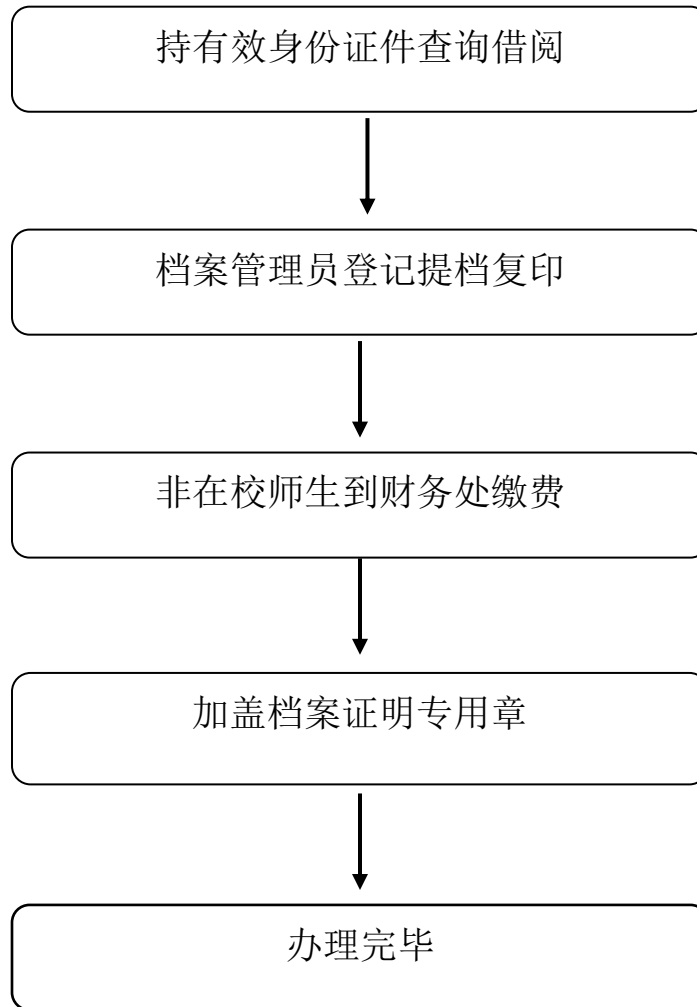 持有效身份证件查询借阅
档案管理员登记提档复印
非在校师生到财务处缴费
加盖档案证明专用章
办理完毕